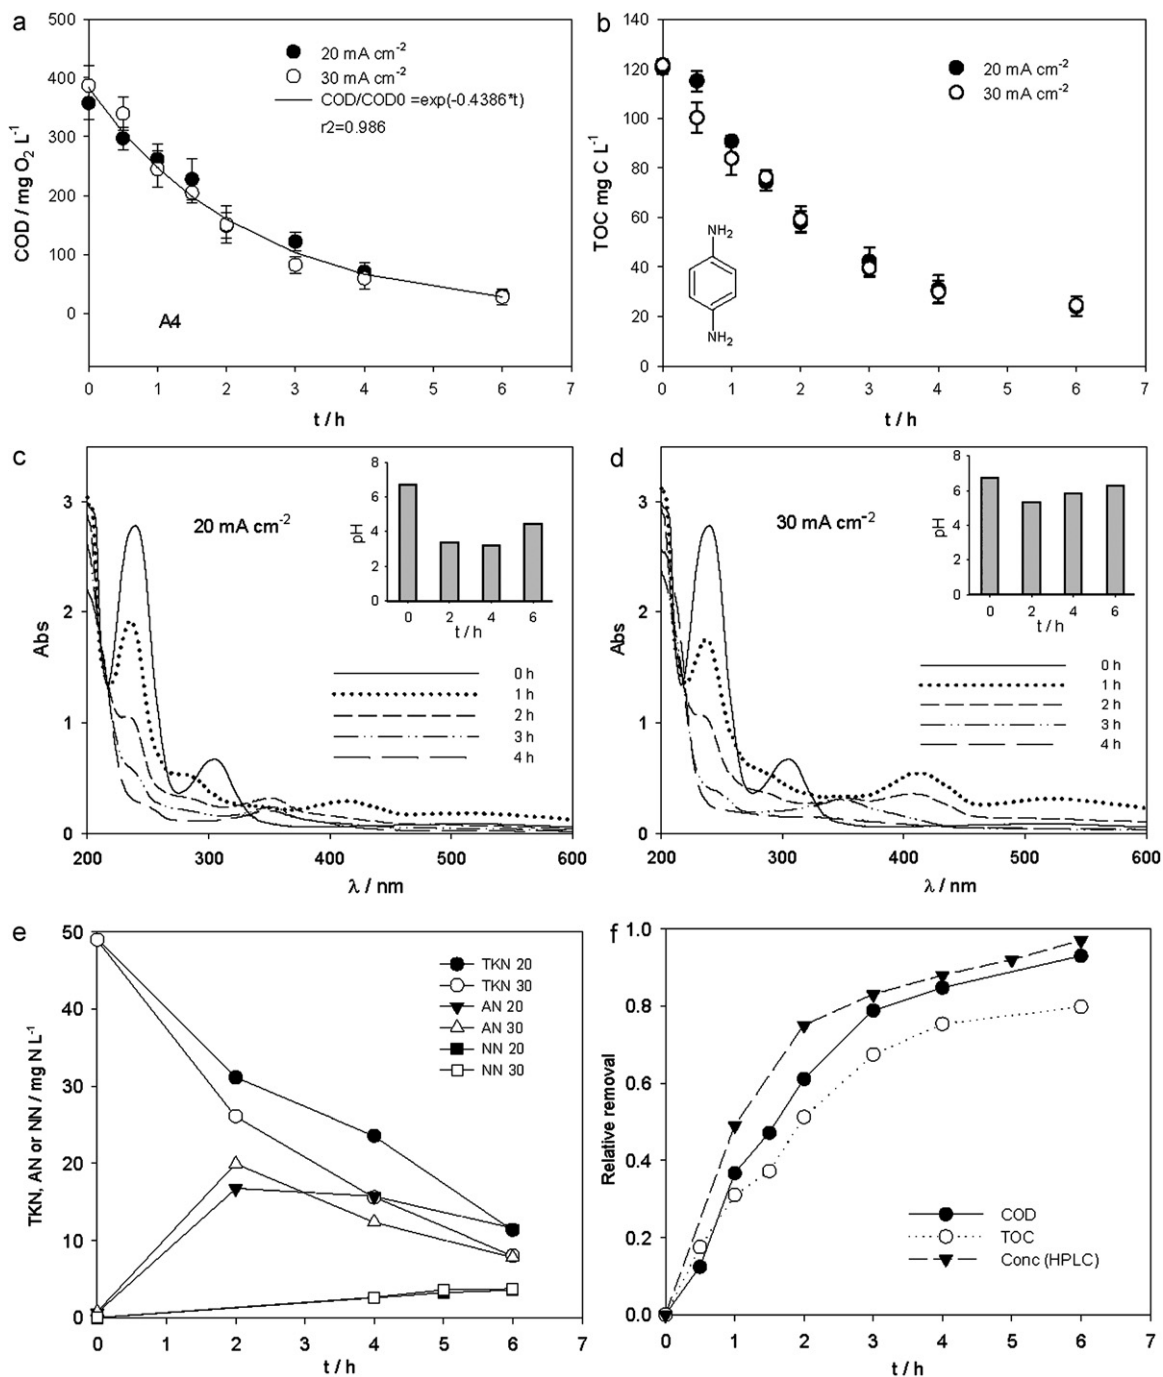 a
500
400
300
200
100
0
COD / mg O₂ L⁻¹
20 mA cm⁻²
30 mA cm⁻²
COD/COD0 =exp(-0.4386*t)
r2=0.986
A4
0 1 2 3 4 5 6 7
t / h
b
140
120
100
80
60
40
20
0
TOC mg C L⁻¹
20 mA cm⁻²
30 mA cm⁻²
NH₂
NH₂
0 1 2 3 4 5 6 7
t / h
c
3
2
1
0
Abs
20 mA cm⁻²
8
6
4
2
0
pH
0 2 4 6
t / h
0 h
1 h
2 h
3 h
4 h
200 300 400 500 600
λ / nm
d
3
2
1
0
Abs
30 mA cm⁻²
8
6
4
2
0
pH
0 2 4 6
t / h
0 h
1 h
2 h
3 h
4 h
200 300 400 500 600
λ / nm
e
50
40
30
20
10
0
TKN, AN or NN / mg N L⁻¹
TKN 20
TKN 30
AN 20
AN 30
NN 20
NN 30
0 1 2 3 4 5 6 7
t / h
f
1.0
0.8
0.6
0.4
0.2
0.0
Relative removal
COD
TOC
Conc (HPLC)
0 1 2 3 4 5 6 7
t / h